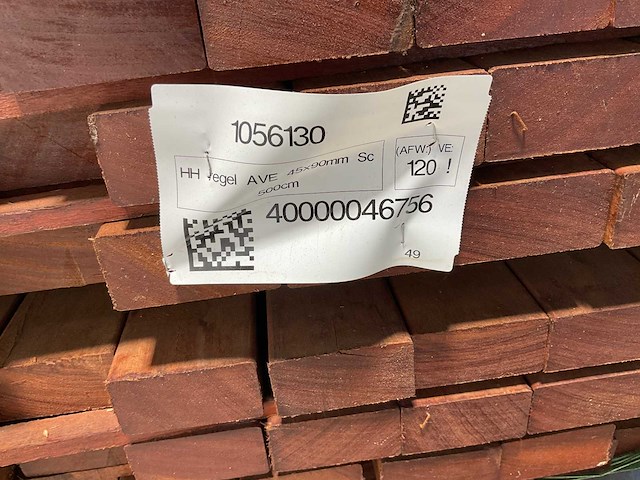 1056130
HH regel AVE 45x90mm Sc
500cm
(AFW.) VE:
120 !
40000046756
49